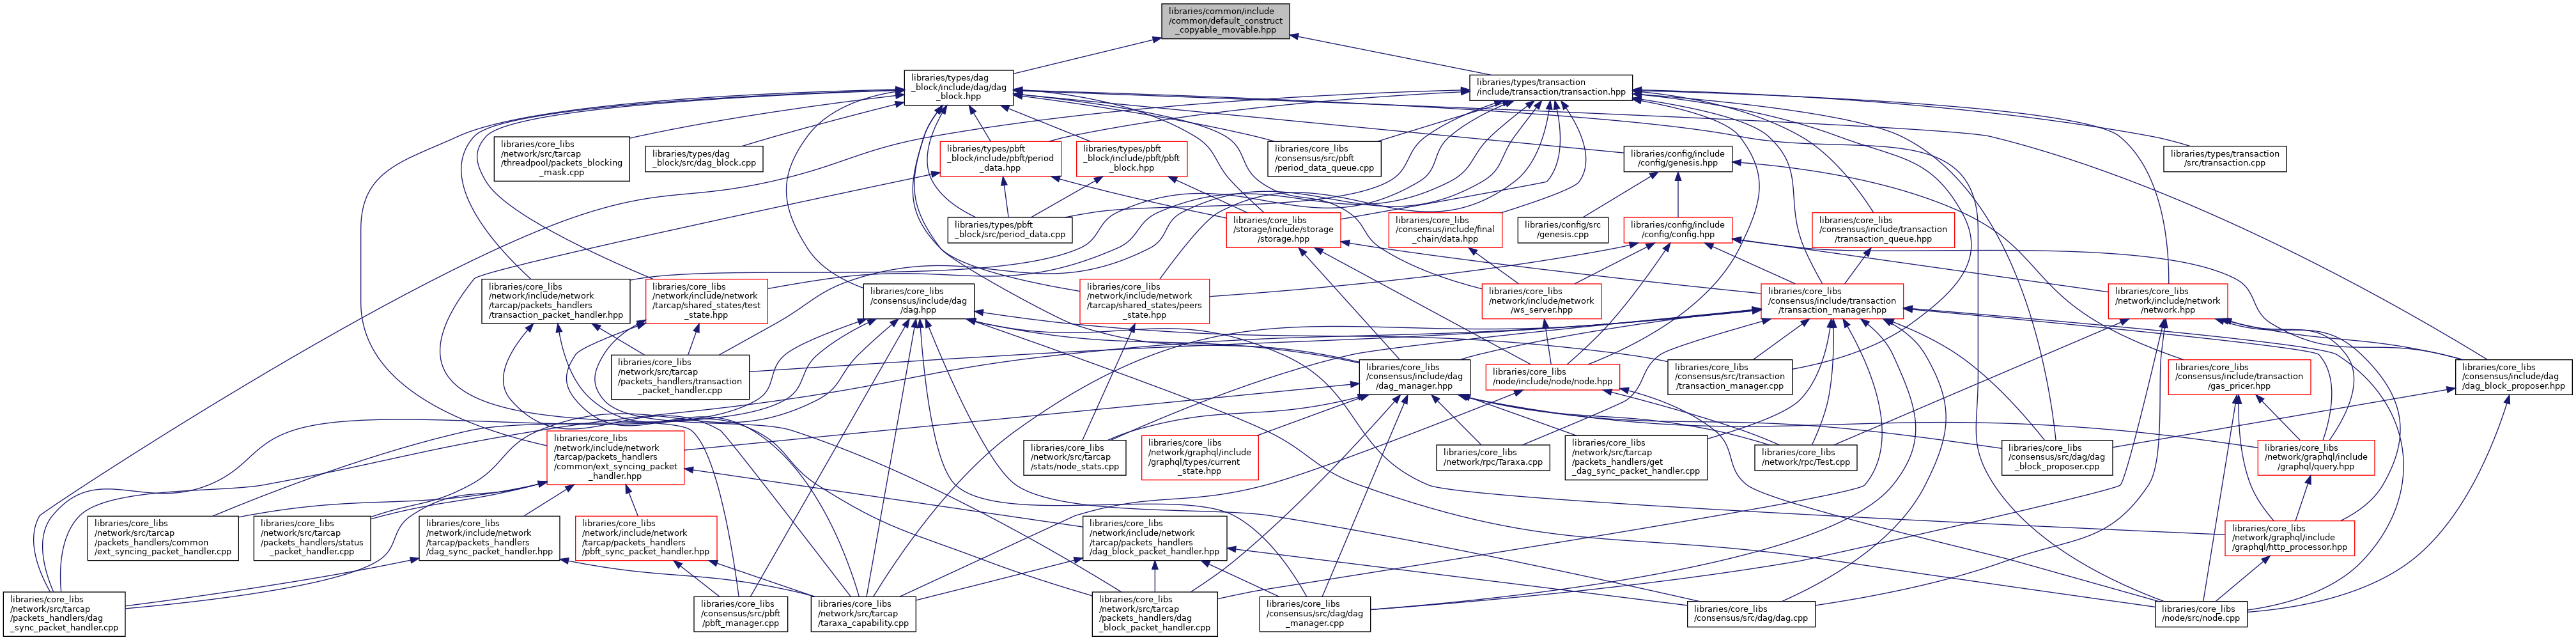 libraries/common/include
/common/default_construct
_copyable_movable.hpp
libraries/types/dag
_block/include/dag/dag
_block.hpp
libraries/types/transaction
/include/transaction/transaction.hpp
libraries/core_libs
/network/src/tarcap
/threadpool/packets_blocking
_mask.cpp
libraries/types/dag
_block/src/dag_block.cpp
libraries/types/pbft
_block/include/pbft/period
_data.hpp
libraries/types/pbft
_block/include/pbft/pbft
_block.hpp
libraries/core_libs
/consensus/src/pbft
/period_data_queue.cpp
libraries/config/include
/config/genesis.hpp
libraries/types/transaction
/src/transaction.cpp
libraries/types/pbft
_block/src/period_data.cpp
libraries/core_libs
/storage/include/storage
/storage.hpp
libraries/core_libs
/consensus/include/final
_chain/data.hpp
libraries/config/src
/genesis.cpp
libraries/config/include
/config/config.hpp
libraries/core_libs
/consensus/include/transaction
/transaction_queue.hpp
libraries/core_libs
/network/include/network
/tarcap/packets_handlers
/transaction_packet_handler.hpp
libraries/core_libs
/network/include/network
/tarcap/shared_states/test
_state.hpp
libraries/core_libs
/consensus/include/dag
/dag.hpp
libraries/core_libs
/network/include/network
/tarcap/shared_states/peers
_state.hpp
libraries/core_libs
/network/include/network
/ws_server.hpp
libraries/core_libs
/consensus/include/transaction
/transaction_manager.hpp
libraries/core_libs
/network/include/network
/network.hpp
libraries/core_libs
/network/src/tarcap
/packets_handlers/transaction
_packet_handler.cpp
libraries/core_libs
/consensus/include/dag
/dag_manager.hpp
libraries/core_libs
/node/include/node/node.hpp
libraries/core_libs
/consensus/src/transaction
/transaction_manager.cpp
libraries/core_libs
/consensus/include/transaction
/gas_pricer.hpp
libraries/core_libs
/consensus/include/dag
/dag_block_proposer.hpp
libraries/core_libs
/network/include/network
/tarcap/packets_handlers
/common/ext_syncing_packet
_handler.hpp
libraries/core_libs
/network/src/tarcap
/stats/node_stats.cpp
libraries/core_libs
/network/graphql/include
/graphql/types/current
_state.hpp
libraries/core_libs
/network/rpc/Taraxa.cpp
libraries/core_libs
/network/src/tarcap
/packets_handlers/get
_dag_sync_packet_handler.cpp
libraries/core_libs
/network/rpc/Test.cpp
libraries/core_libs
/consensus/src/dag/dag
_block_proposer.cpp
libraries/core_libs
/network/graphql/include
/graphql/query.hpp
libraries/core_libs
/network/src/tarcap
/packets_handlers/common
/ext_syncing_packet_handler.cpp
libraries/core_libs
/network/src/tarcap
/packets_handlers/status
_packet_handler.cpp
libraries/core_libs
/network/include/network
/tarcap/packets_handlers
/dag_sync_packet_handler.hpp
libraries/core_libs
/network/include/network
/tarcap/packets_handlers
/pbft_sync_packet_handler.hpp
libraries/core_libs
/network/include/network
/tarcap/packets_handlers
/dag_block_packet_handler.hpp
libraries/core_libs
/network/graphql/include
/graphql/http_processor.hpp
libraries/core_libs
/network/src/tarcap
/packets_handlers/dag
_sync_packet_handler.cpp
libraries/core_libs
/consensus/src/pbft
/pbft_manager.cpp
libraries/core_libs
/network/src/tarcap
/taraxa_capability.cpp
libraries/core_libs
/network/src/tarcap
/packets_handlers/dag
_block_packet_handler.cpp
libraries/core_libs
/consensus/src/dag/dag
_manager.cpp
libraries/core_libs
/consensus/src/dag/dag.cpp
libraries/core_libs
/node/src/node.cpp